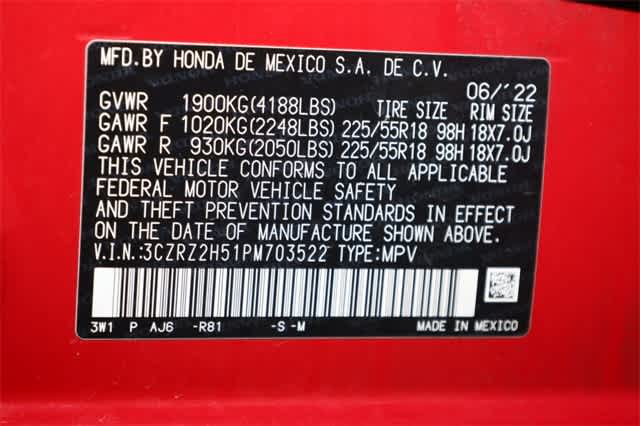 MFD.BY HONDA DE MEXICO S.A. DE C.V.
06/'22
GVWR 1900KG(4188LBS) TIRE SIZE RIM SIZE
GAWR F 1020KG(2248LBS) 225/55R18 98H 18X7.0J
GAWR R 930KG(2050LBS) 225/55R18 98H 18X7.0J
THIS VEHICLE CONFORMS TO ALL APPLICABLE
FEDERAL MOTOR VEHICLE SAFETY
AND THEFT PREVENTION STANDARDS IN EFFECT
ON THE DATE OF MANUFACTURE SHOWN ABOVE.
V.I.N.:3CZRZ2H51PM703522 TYPE:MPV
3W1 P AJ6 -R81 -S -M MADE IN MEXICO